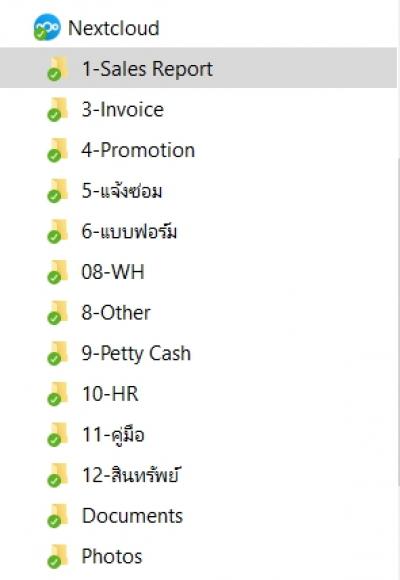 Nextcloud
1-Sales Report
3-Invoice
4-Promotion
5-แจ้งซ่อม
6-แบบฟอร์ม
08-WH
8-Other
9-Petty Cash
10-HR
11-คู่มือ
12-สินทรัพย์
Documents
Photos